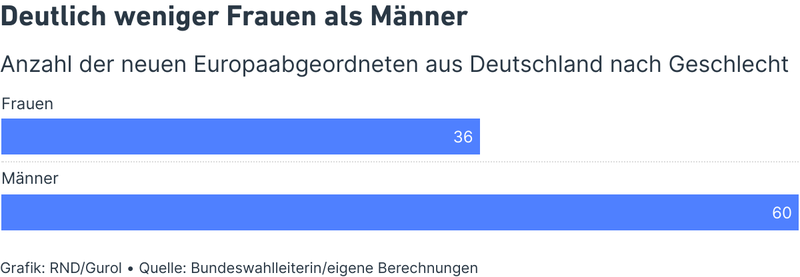 Deutlich weniger Frauen als Männer
Anzahl der neuen Europaabgeordneten aus Deutschland nach Geschlecht
Frauen
36
Männer
60
Grafik: RND/Gurol • Quelle: Bundeswahlleiterin/eigene Berechnungen